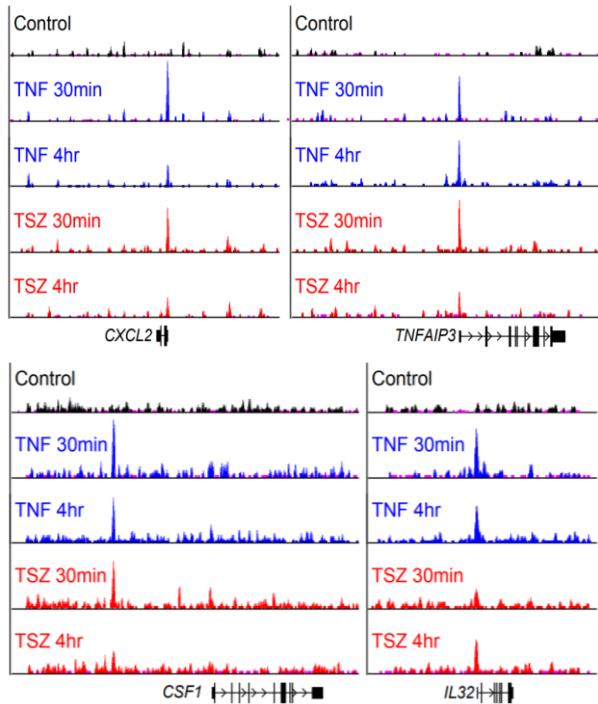 Control
TNF 30min
TNF 4hr
TSZ 30min
TSZ 4hr
CXCL2
TNFAIP3
Control
TNF 30min
TNF 4hr
TSZ 30min
TSZ 4hr
Control
TNF 30min
TNF 4hr
TSZ 30min
TSZ 4hr
CSF1
Control
TNF 30min
TNF 4hr
TSZ 30min
TSZ 4hr
IL32